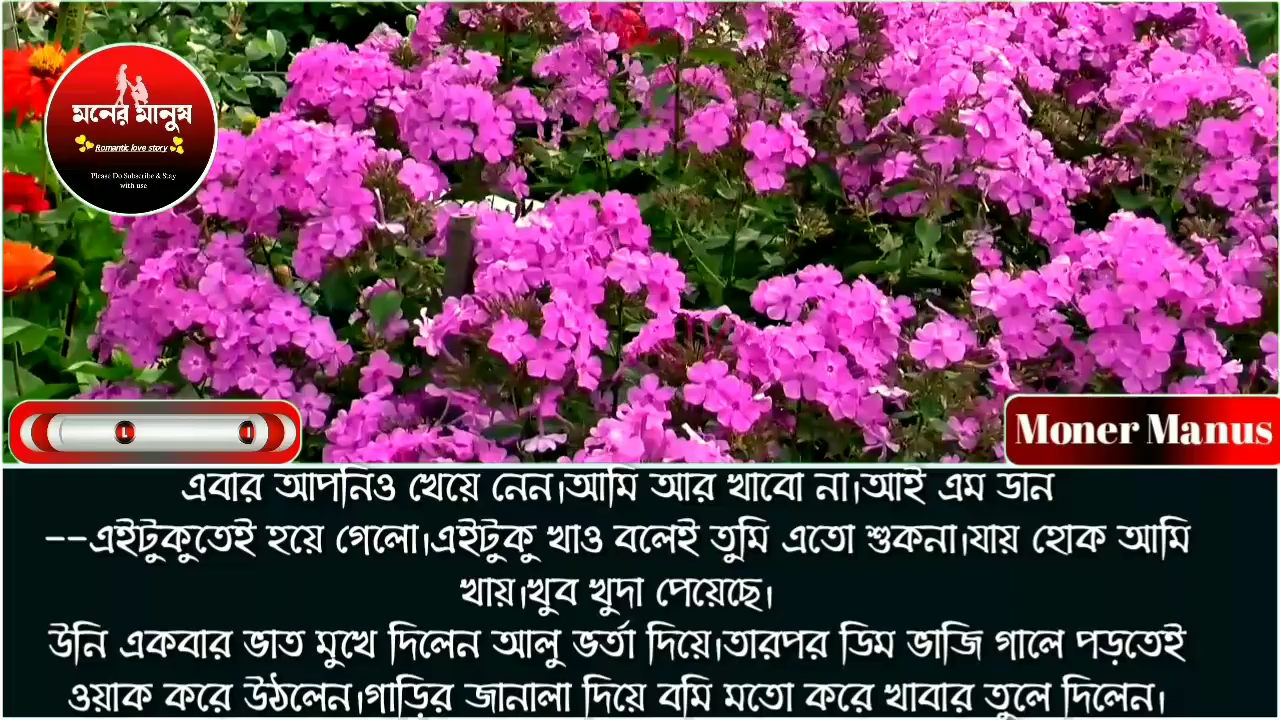 মনের মানুষ
Romantic love story
Please Do Subscribe & Stay
with use
L
Moner Manus
এবার আপনিও খেয়ে নেন।আমি আর খাবো না।আই এম ডান
--এইটুকুতেই হয়ে গেলো।এইটুকু খাও বলেই তুমি এতো শুকনা।যায় হোক আমি
খায়।খুব খুদা পেয়েছে।
উনি একবার ভাত মুখে দিলেন আলু ভর্তা দিয়ে।তারপর ডিম ভাজি গালে পড়তেই
ওয়াক করে উঠলেন।গাড়ির জানালা দিয়ে বমি মতো করে খাবার তুলে দিলেন।